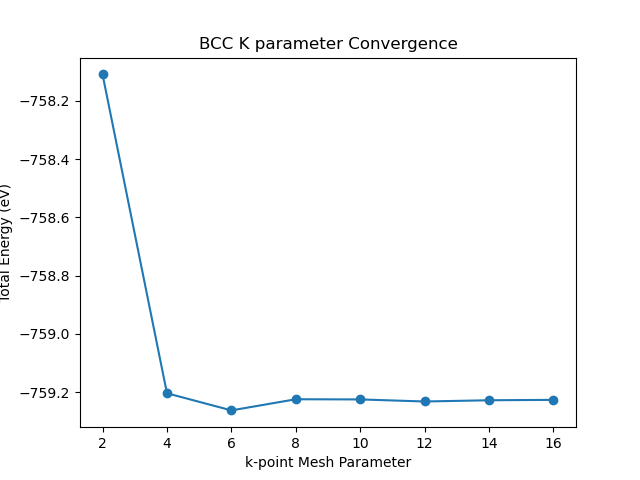 BCC K parameter Convergence
Total Energy (eV)
−758.2
−758.4
−758.6
−758.8
−759.0
−759.2
2 4 6 8 10 12 14 16
k-point Mesh Parameter